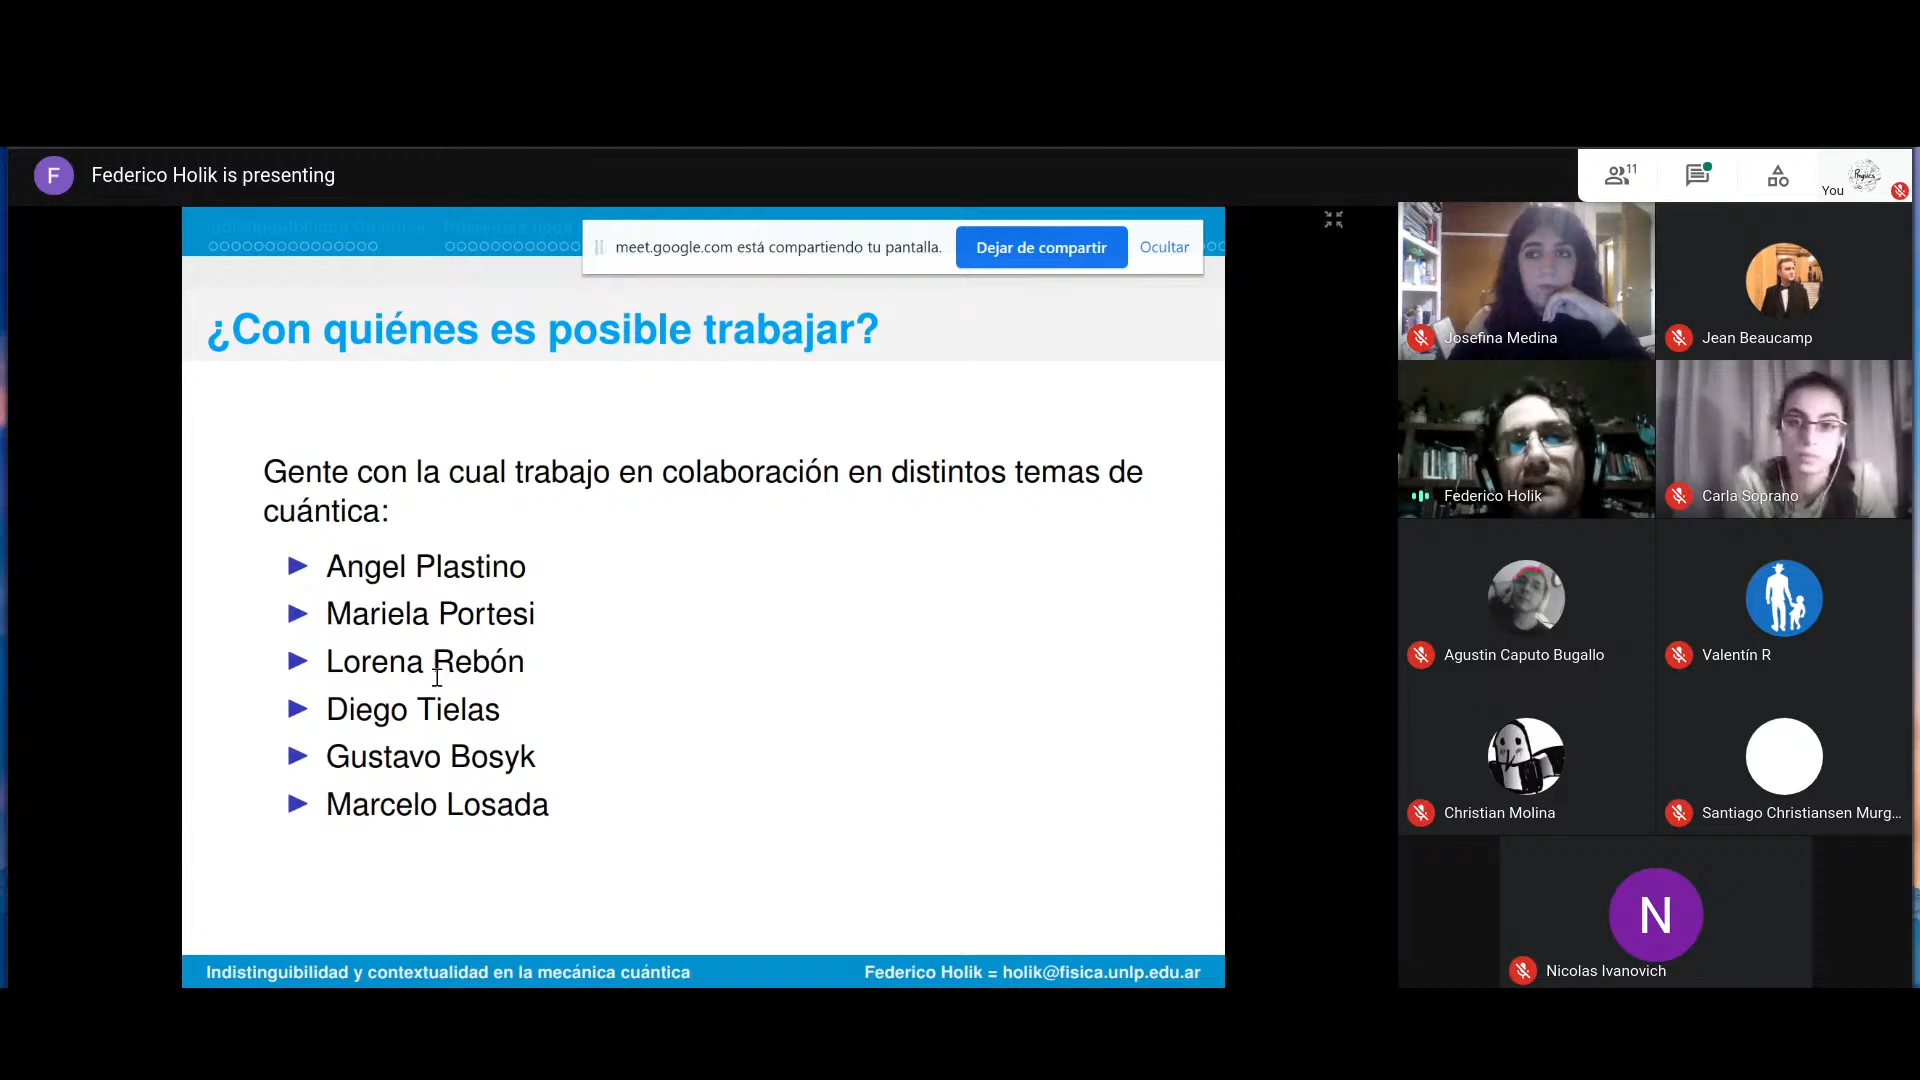 F
Federico Holik is presenting
11
You
Physics
meet.google.com está compartiendo tu pantalla.
Dejar de compartir
Ocultar
¿Con quiénes es posible trabajar?
Gente con la cual trabajo en colaboración en distintos temas de
cuántica:
Angel Plastino
Mariela Portesi
Lorena Rebón
Diego Tielas
Gustavo Bosyk
Marcelo Losada
Indistinguibilidad y contextualidad en la mecánica cuántica
Federico Holik = holik@fisica.unlp.edu.ar
Josefina Medina
Jean Beaucamp
Federico Holik
Carla Soprano
Agustin Caputo Bugallo
Valentín R
Christian Molina
Santiago Christiansen Murg...
N
Nicolas Ivanovich